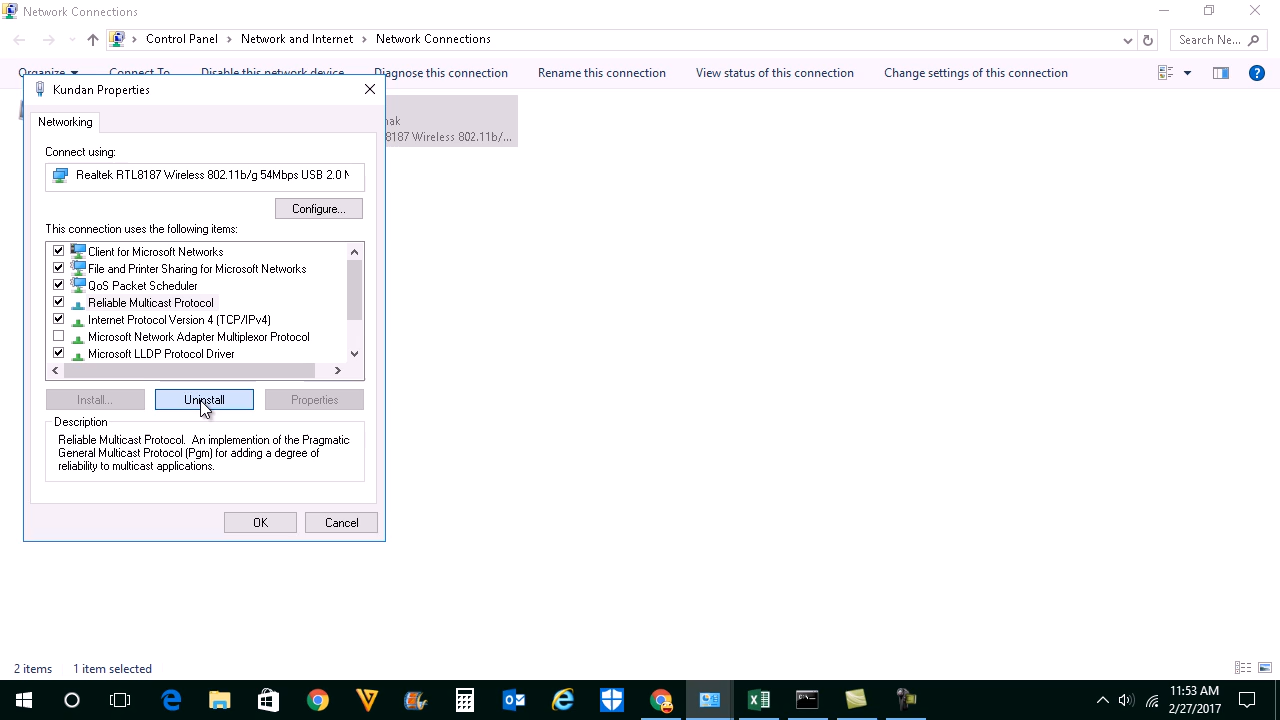 Network Connections
Control Panel
Network and Internet
Network Connections
Search Ne...
Organize
Connect To
Disable this network device
Diagnose this connection
Rename this connection
View status of this connection
Change settings of this connection
Kundan Properties
Networking
Connect using:
Realtek RTL8187 Wireless 802.11b/g 54Mbps USB 2.0 N
Configure...
This connection uses the following items:
Client for Microsoft Networks
File and Printer Sharing for Microsoft Networks
QoS Packet Scheduler
Reliable Multicast Protocol
Internet Protocol Version 4 (TCP/IPv4)
Microsoft Network Adapter Multiplexor Protocol
Microsoft LLDP Protocol Driver
Install...
Uninstall
Properties
Description
Reliable Multicast Protocol. An implemention of the Pragmatic
General Multicast Protocol (Pgm) for adding a degree of
reliability to multicast applications.
OK
Cancel
nak
8187 Wireless 802.11b/...
2 items
1 item selected
11:53 AM
2/27/2017